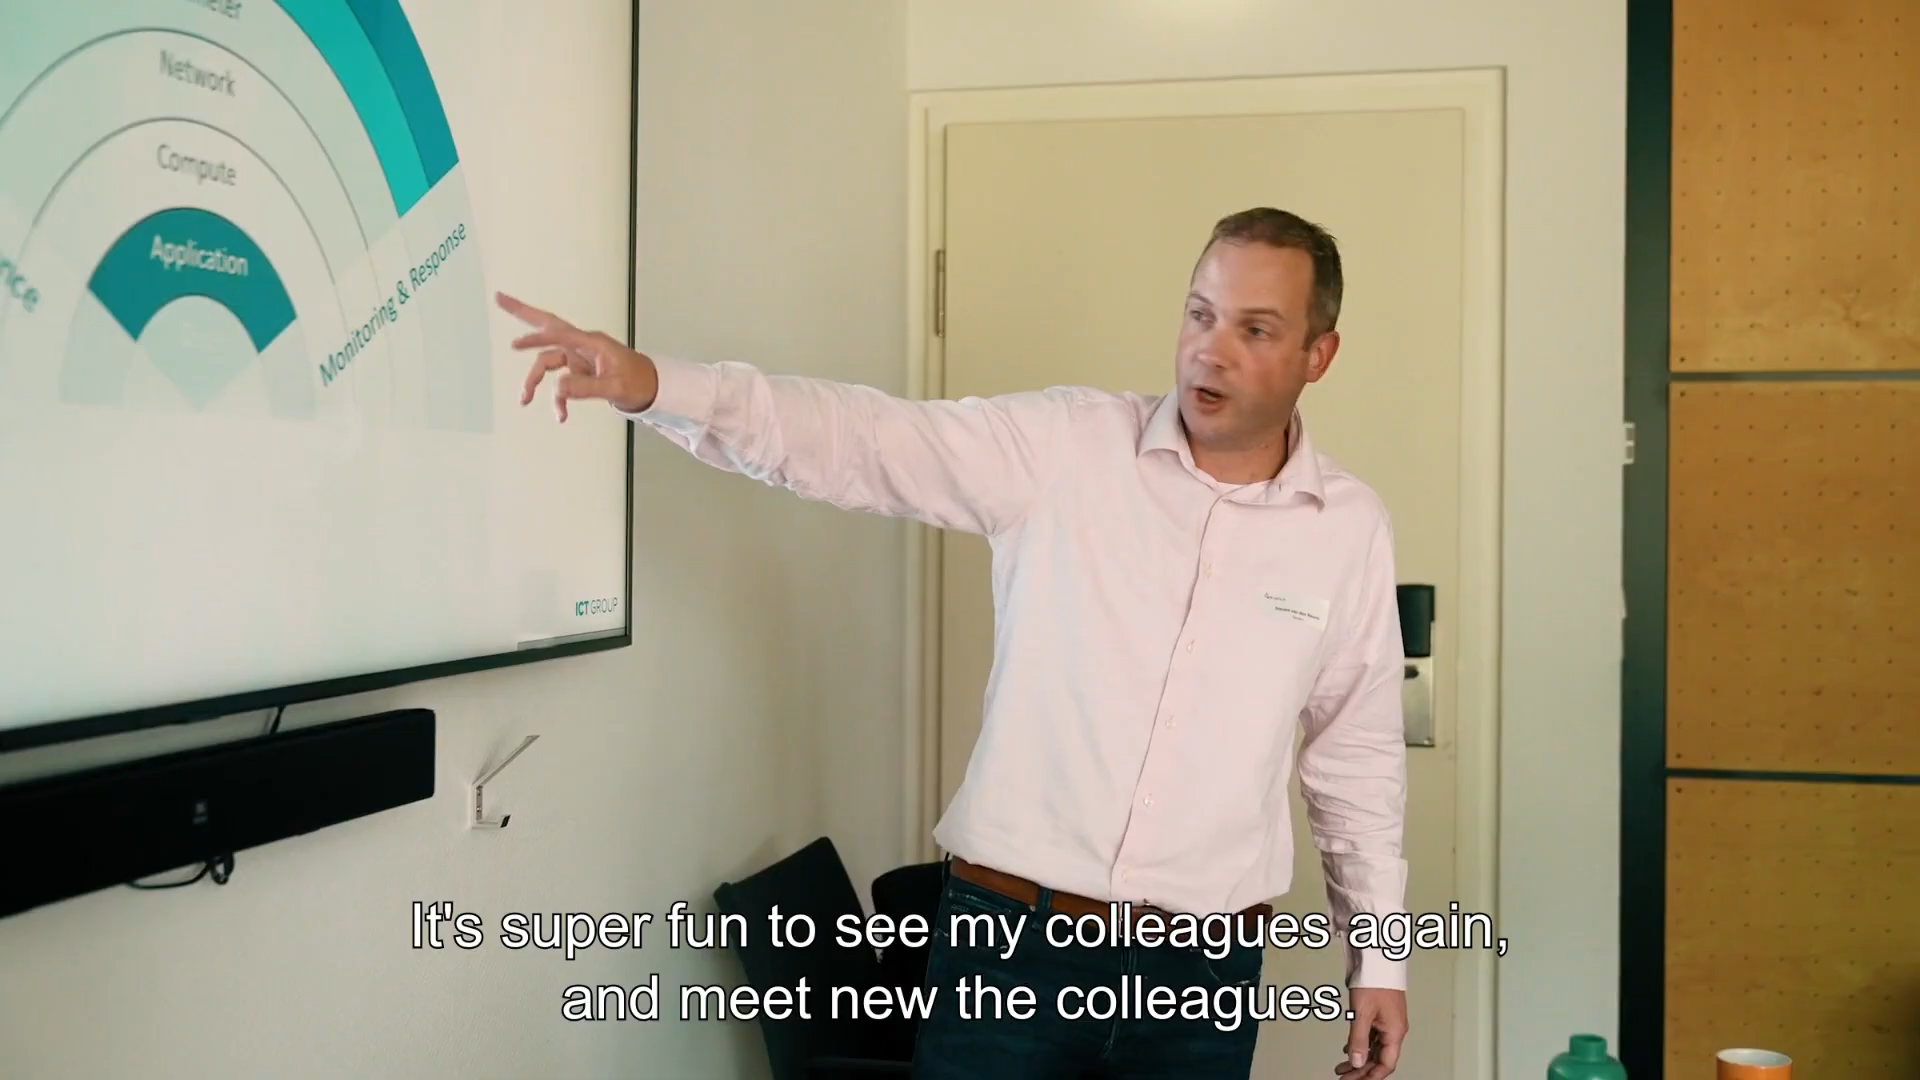 Network
Compute
Application
Monitoring & Response
ICT GROUP
It's super fun to see my colleagues again,
and meet new the colleagues.